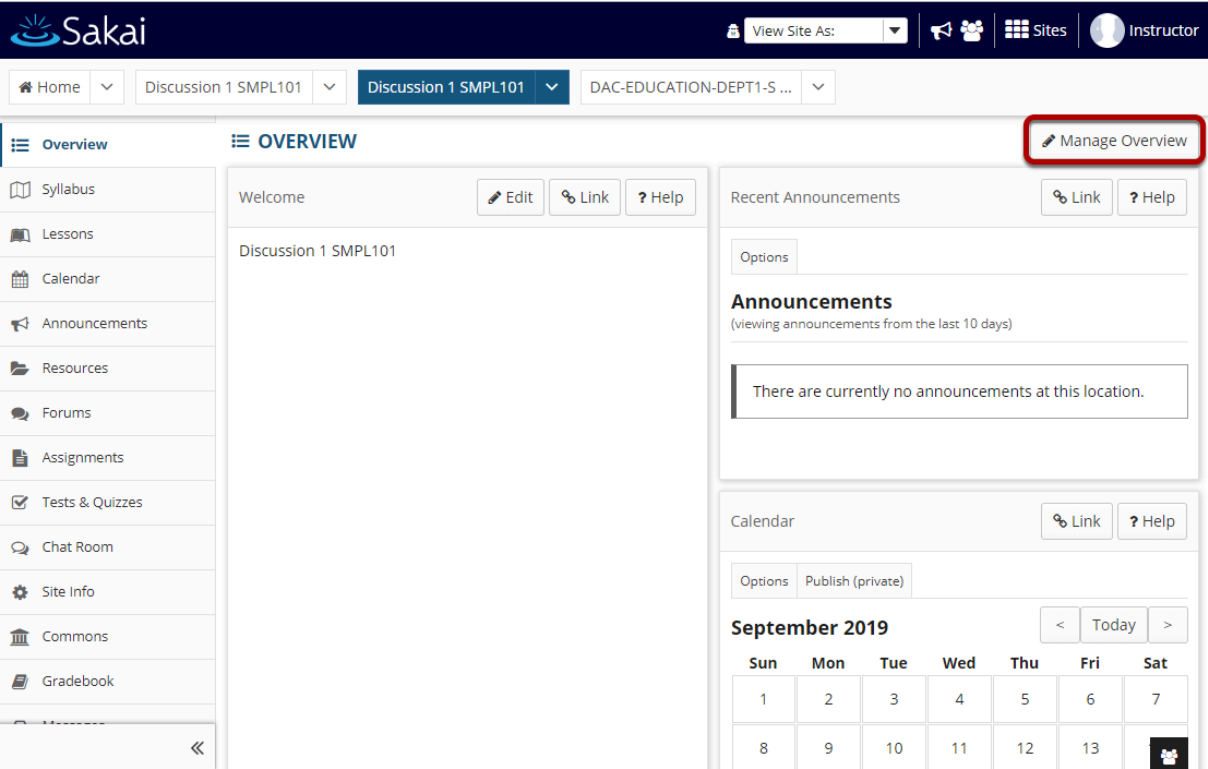 Sakai
View Site As:
Sites
Instructor
Home
Discussion 1 SMPL101
Discussion 1 SMPL101
DAC-EDUCATION-DEPT1-S ...
Overview
Syllabus
Lessons
Calendar
Announcements
Resources
Forums
Assignments
Tests & Quizzes
Chat Room
Site Info
Commons
Gradebook
Messages
OVERVIEW
Manage Overview
Welcome
Edit
Link
? Help
Discussion 1 SMPL101
Recent Announcements
Link
? Help
Options
Announcements
(viewing announcements from the last 10 days)
There are currently no announcements at this location.
Calendar
Link
? Help
Options
Publish (private)
September 2019
< Today >
Sun Mon Tue Wed Thu Fri Sat
1 2 3 4 5 6 7
8 9 10 11 12 13